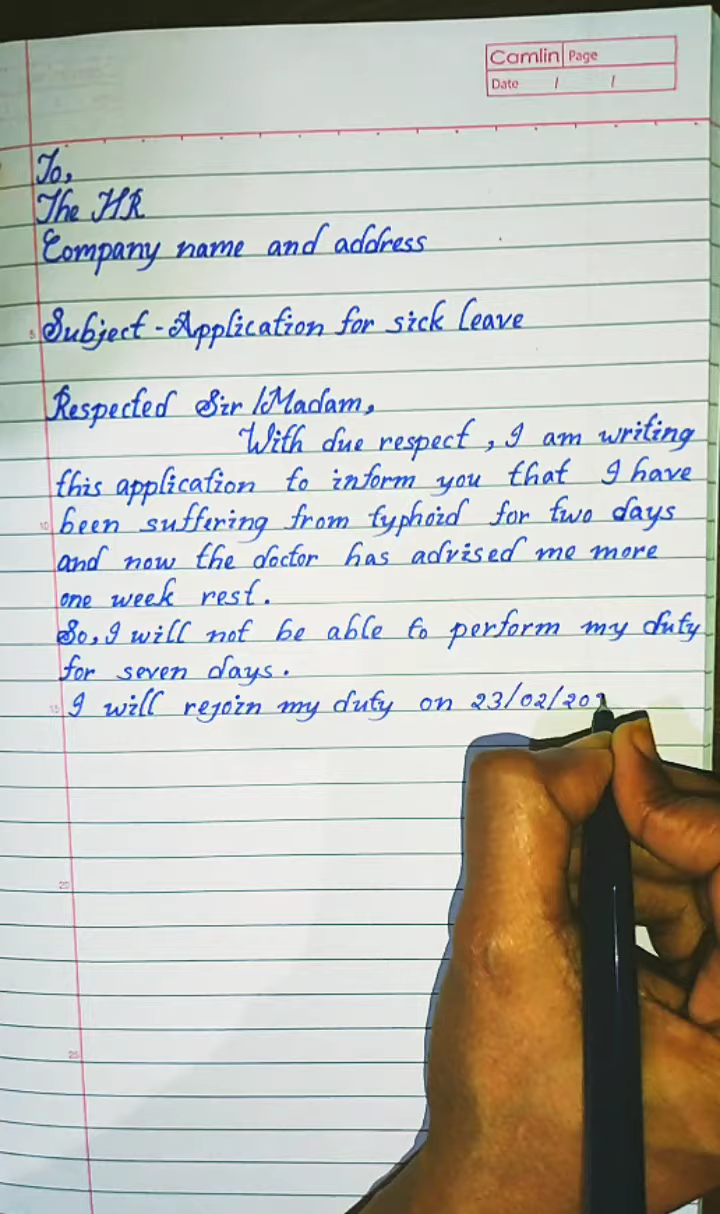 Camlin Page
Date / /
To,
The HR
Company name and address
Subject - Application for sick leave
Respected Sir/Madam,
With due respect, I am writing
this application to inform you that I have
been suffering from typhoid for two days
and now the doctor has advised me more
one week rest.
So, I will not be able to perform my duty
for seven days.
I will rejoin my duty on 23/02/20